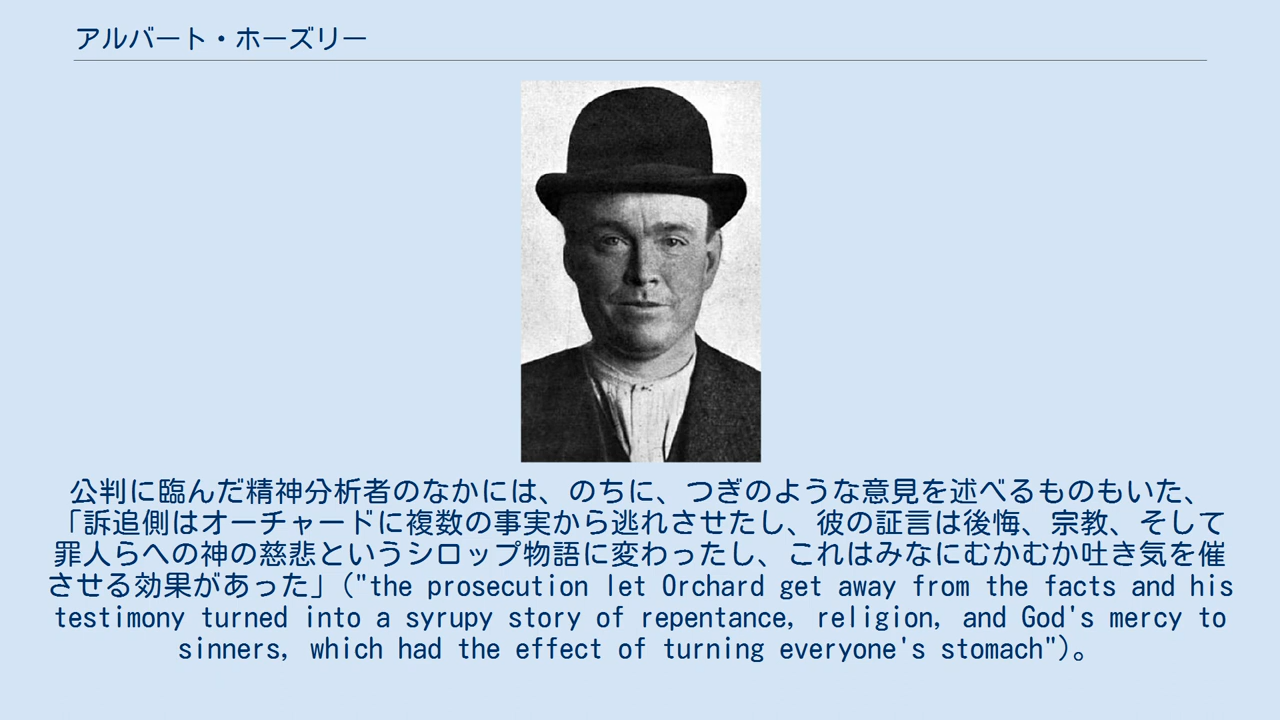 アルバート・ホーズリー
公判に臨んだ精神分析者のなかには、のちに、つぎのような意見を述べるものもいた、
「訴追側はオーチャードに複数の事実から逃れさせたし、彼の証言は後悔、宗教、そして
罪人らへの神の慈悲というシロップ物語に変わったし、これはみなにむかむか吐き気を催
させる効果があった」("the prosecution let Orchard get away from the facts and his
testimony turned into a syrupy story of repentance, religion, and God's mercy to
sinners, which had the effect of turning everyone's stomach")。